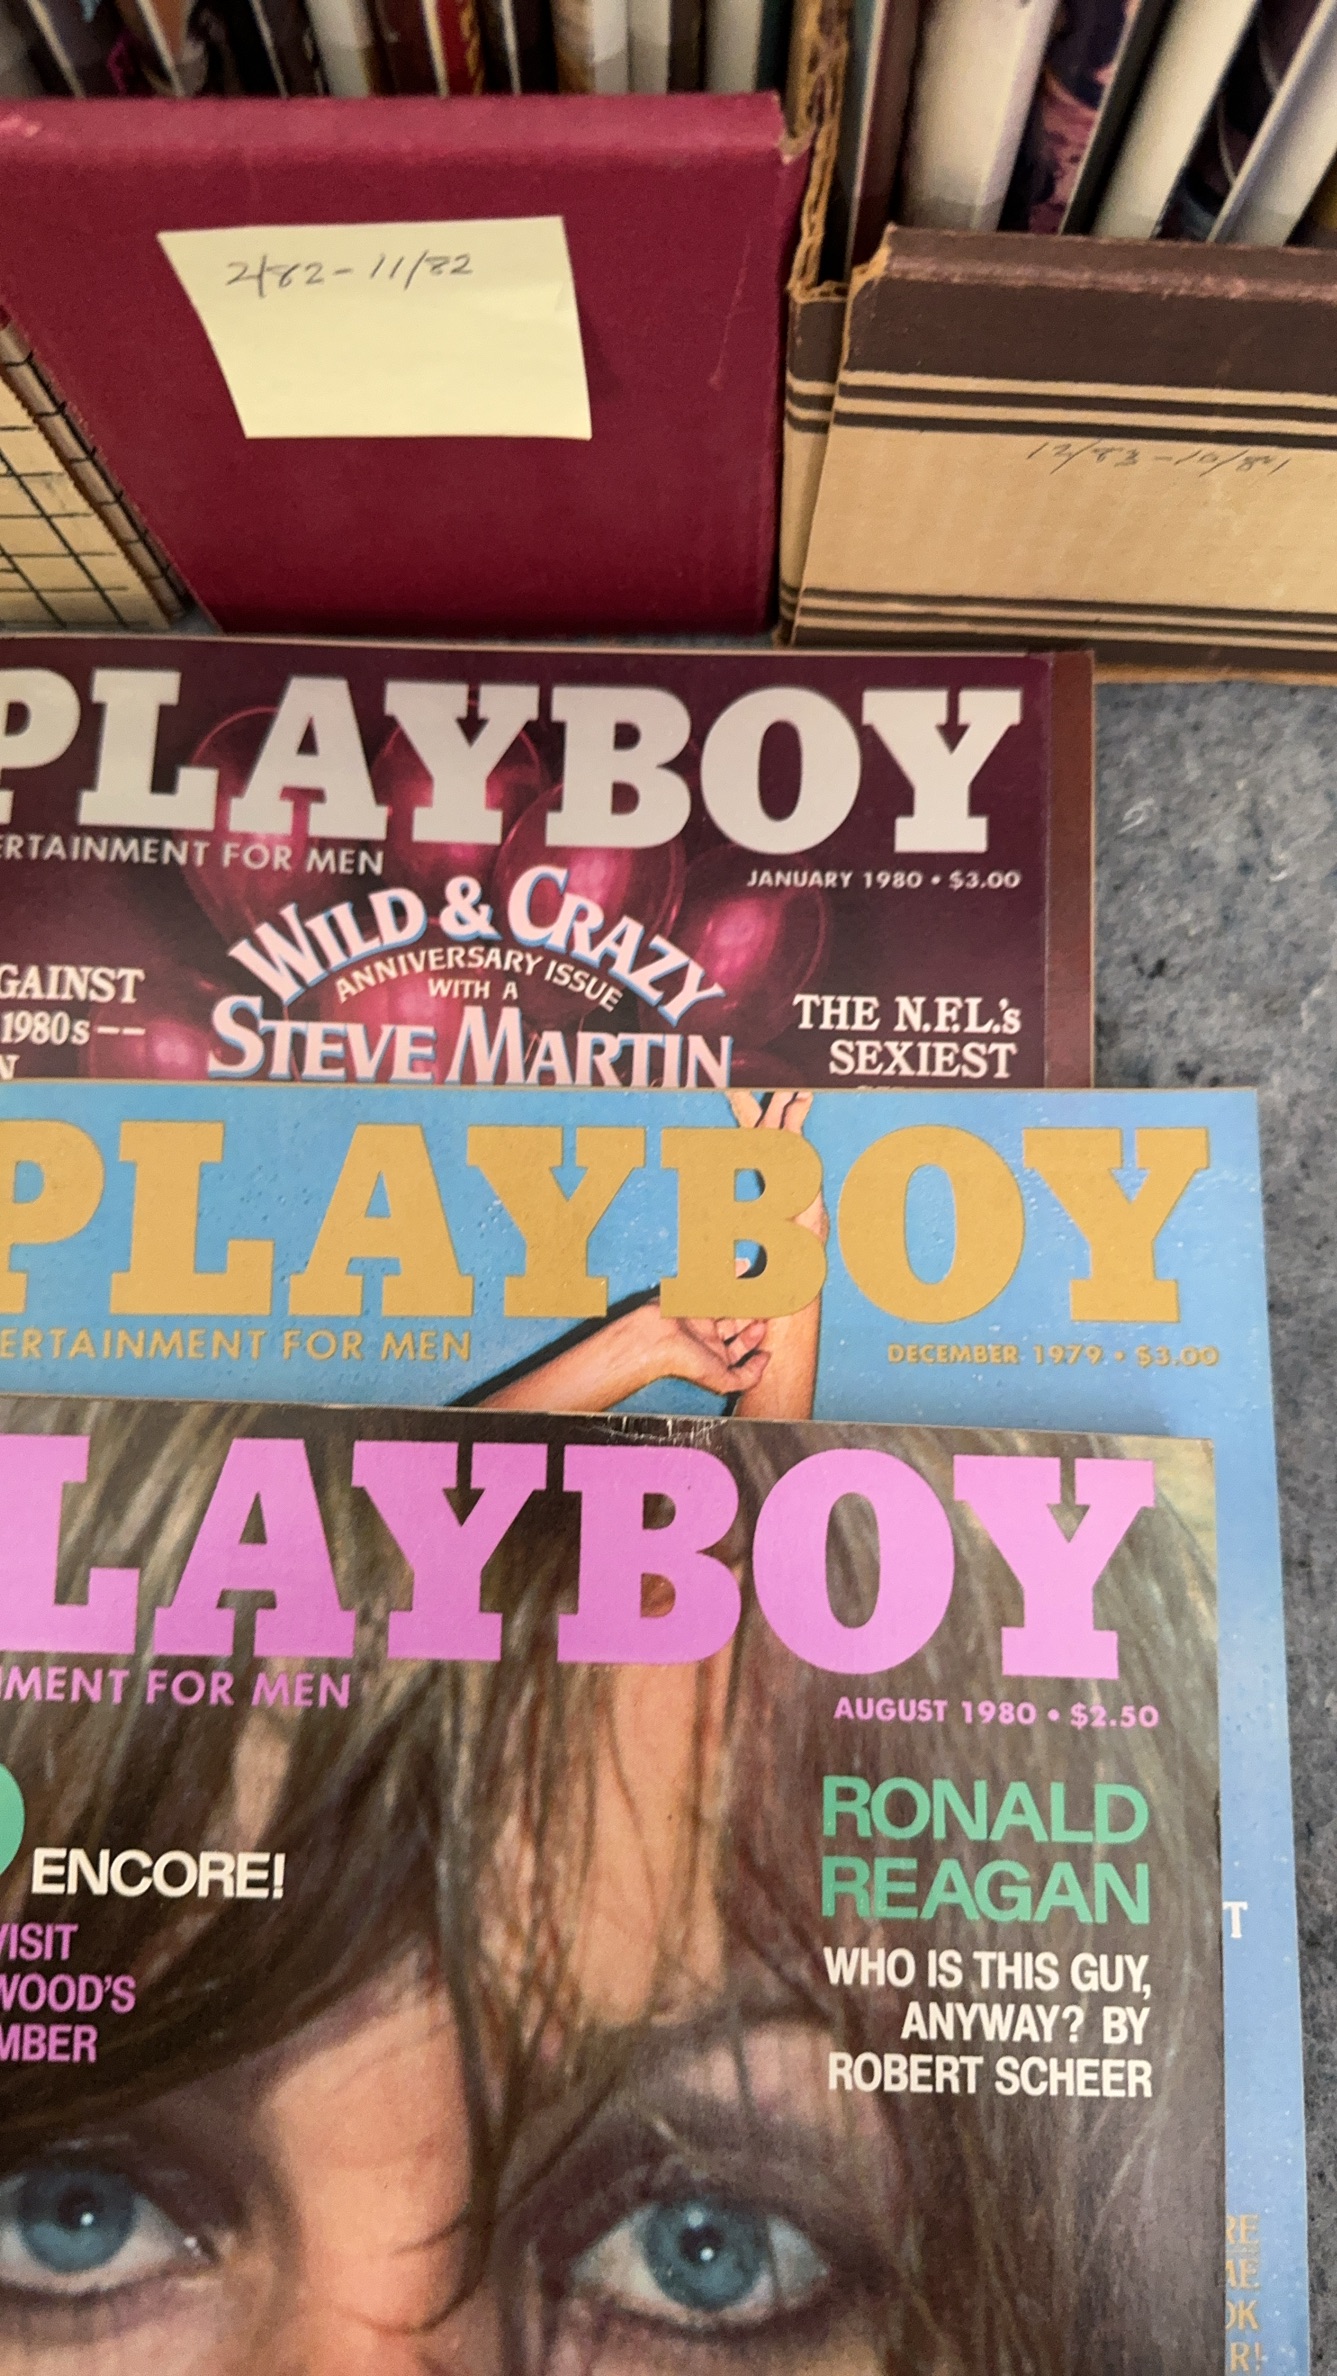 2/82-11/82
12/83-10/84
PLAYBOY
ERTAINMENT FOR MEN
JANUARY 1980 • $3.00
WILD & CRAZY
ANNIVERSARY ISSUE
WITH A
STEVE MARTIN
GAINST
1980s--
N
THE N.F.L.'s
SEXIEST
PLAYBOY
ERTAINMENT FOR MEN
DECEMBER 1979 • $3.00
LAYBOY
MENT FOR MEN
AUGUST 1980 • $2.50
ENCORE!
VISIT
WOOD'S
MBER
RONALD
REAGAN
WHO IS THIS GUY,
ANYWAY? BY
ROBERT SCHEER
T
RE
ME
OK
R!